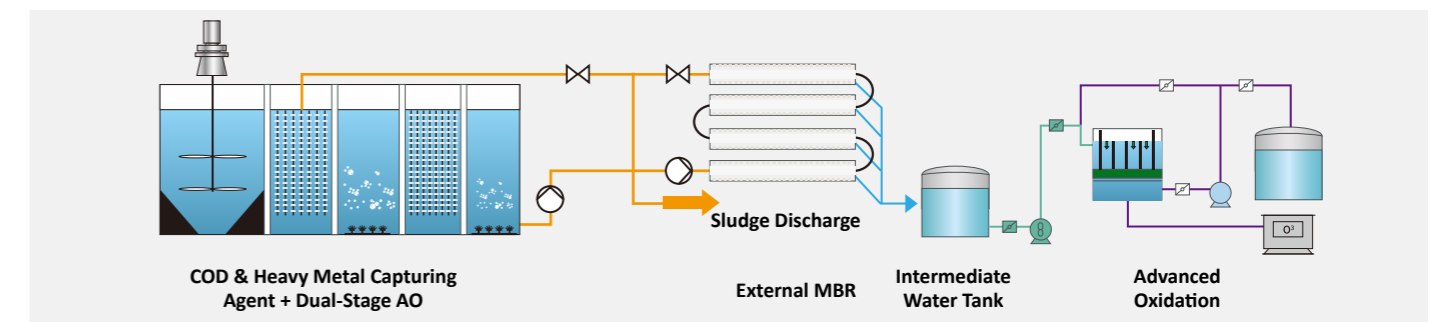 O³
Sludge Discharge
COD & Heavy Metal Capturing
Agent + Dual-Stage AO
External MBR
Intermediate
Water Tank
Advanced
Oxidation